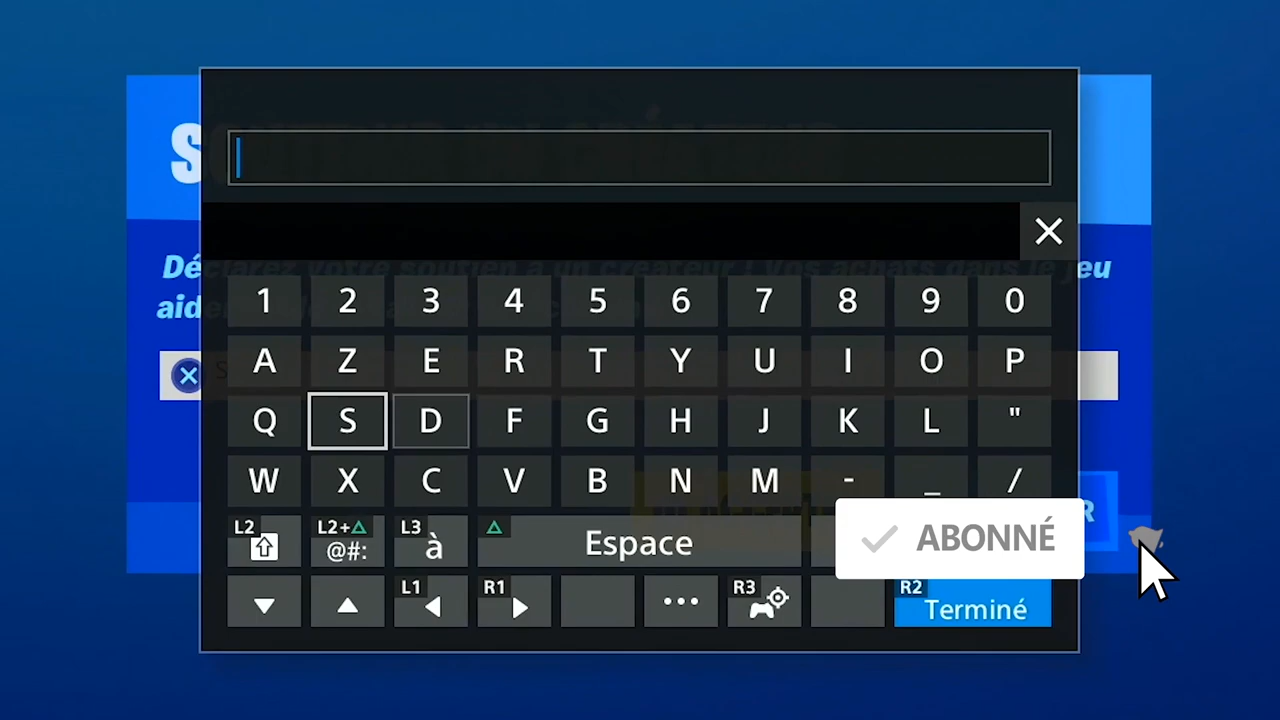 S
Déclarez votre soutien à un créateur ! Vos achats dans le jeu
aide
S
1 2 3 4 5 6 7 8 9 0
A Z E R T Y U I O P
Q S D F G H J K L "
W X C V B N M - _ /
R
L2 L2+△ @#: L3 à △ Espace
ABONNÉ
L1 R1 ... R3 R2 Terminé